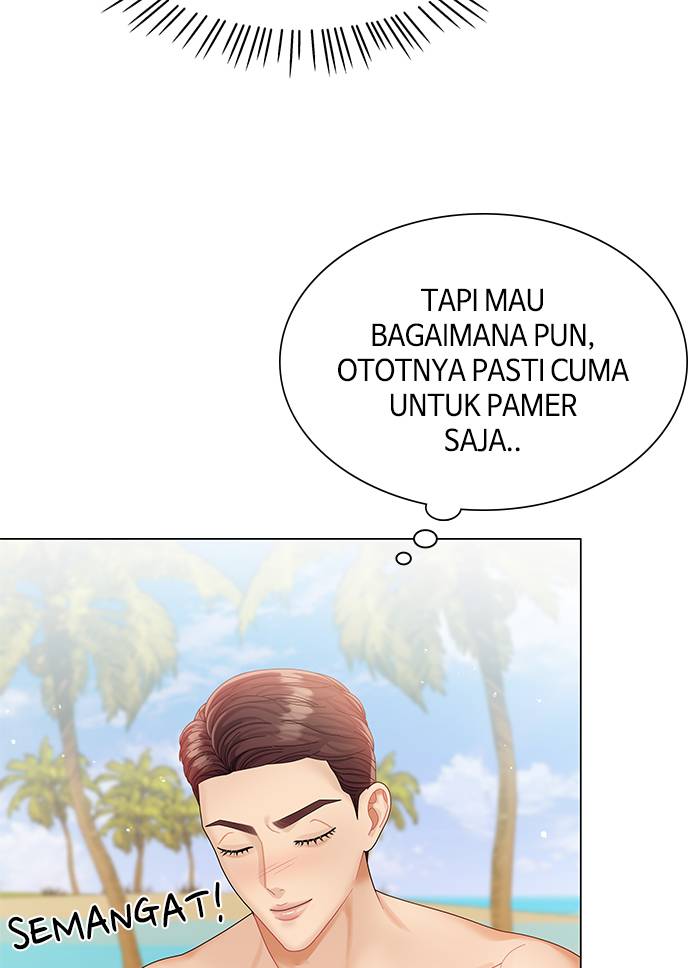 TAPI MAU
BAGAIMANA PUN,
OTOTNYA PASTI CUMA
UNTUK PAMER
SAJA..
SEMANGAT!